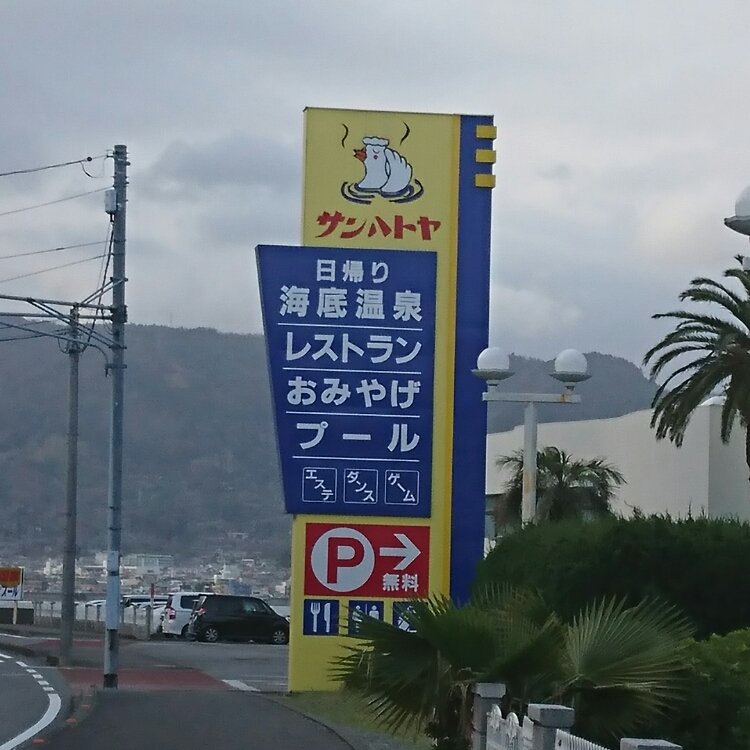 サンハトヤ
日帰り
海底温泉
レストラン
おみやげ
プール
エステ ダンス ゲーム
P→
無料